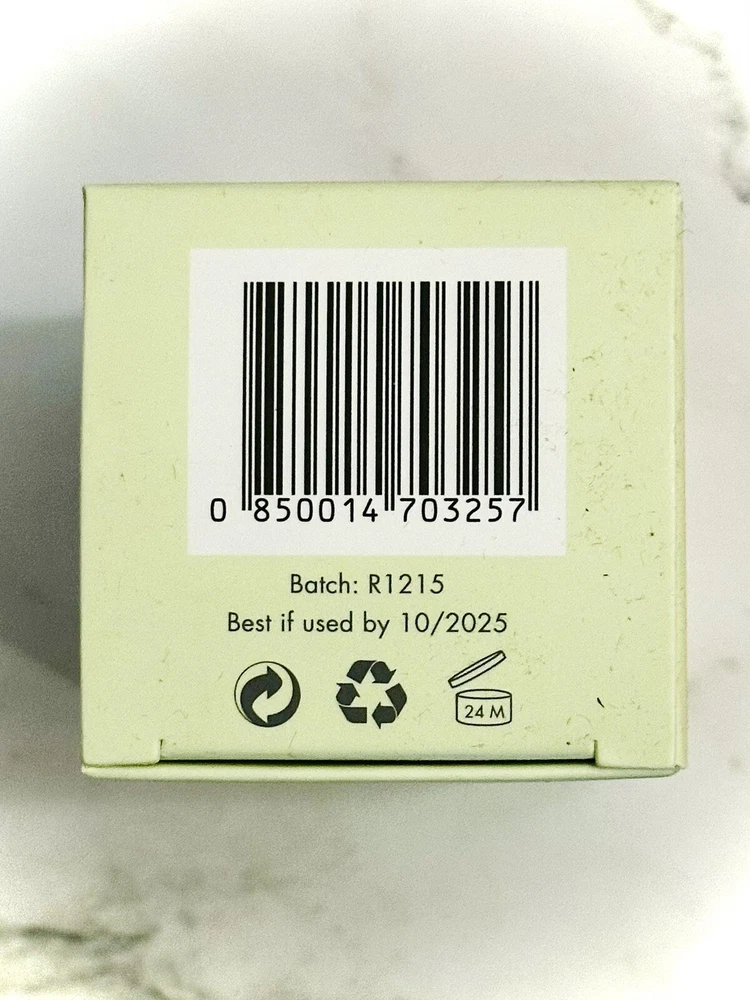 0 850014 703257
Batch: R1215
Best if used by 10/2025
24 M